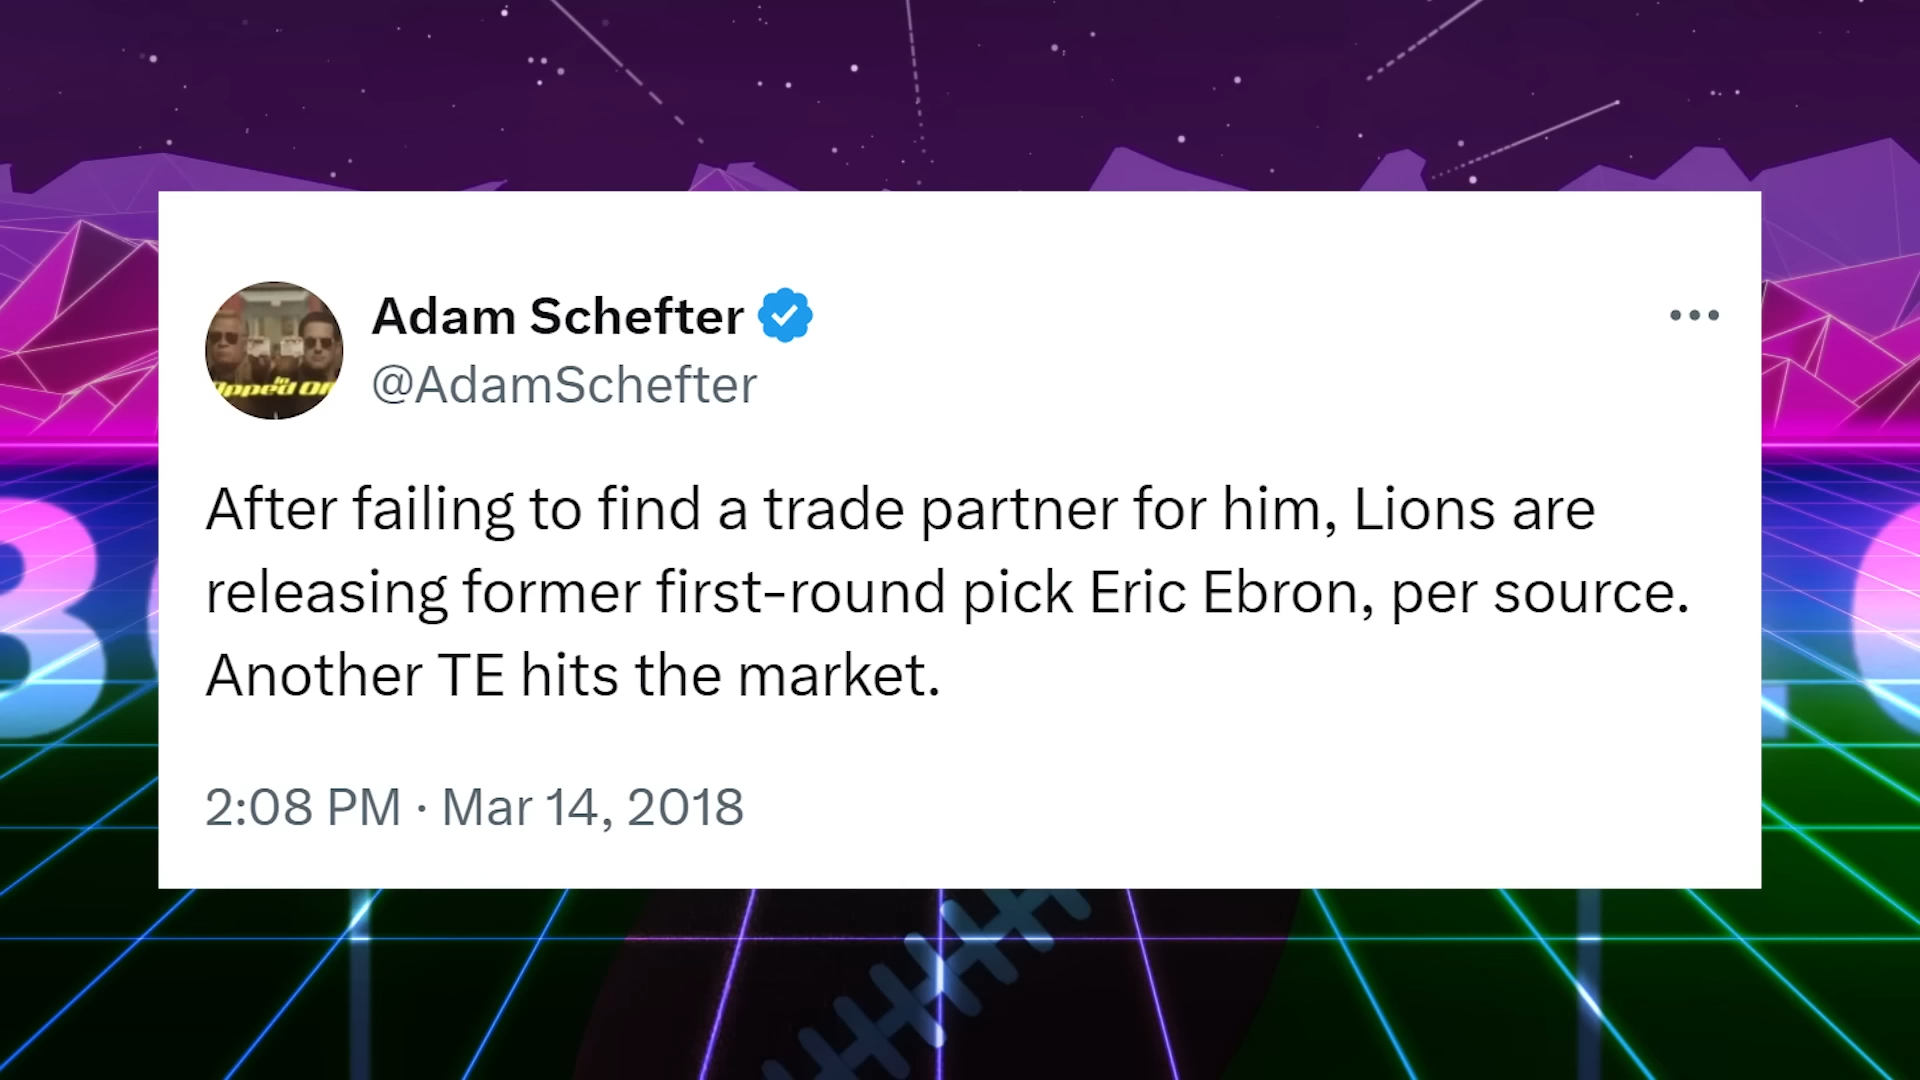 Adam Schefter
@AdamSchefter
After failing to find a trade partner for him, Lions are
releasing former first-round pick Eric Ebron, per source.
Another TE hits the market.
2:08 PM · Mar 14, 2018